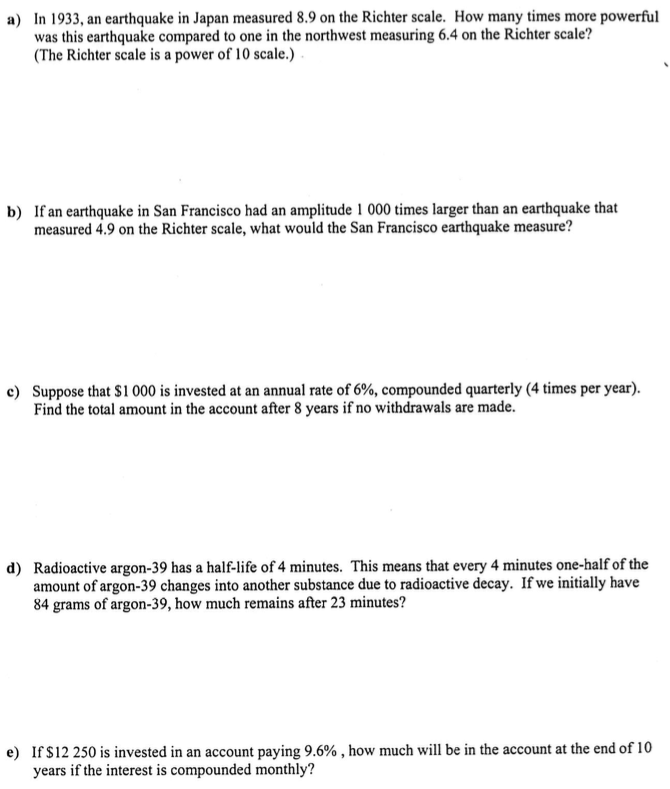 a) In 1933, an earthquake in Japan measured 8.9 on the Richter scale. How many times more powerful
was this earthquake compared to one in the northwest measuring 6.4 on the Richter scale?
(The Richter scale is a power of 10 scale.)
b) If an earthquake in San Francisco had an amplitude 1 000 times larger than an earthquake that
measured 4.9 on the Richter scale, what would the San Francisco earthquake measure?
c) Suppose that $1 000 is invested at an annual rate of 6%, compounded quarterly (4 times per year).
Find the total amount in the account after 8 years if no withdrawals are made.
d) Radioactive argon-39 has a half-life of 4 minutes. This means that every 4 minutes one-half of the
amount of argon-39 changes into another substance due to radioactive decay. If we initially have
84 grams of argon-39, how much remains after 23 minutes?
e) If $12 250 is invested in an account paying 9.6% , how much will be in the account at the end of 10
years if the interest is compounded monthly?